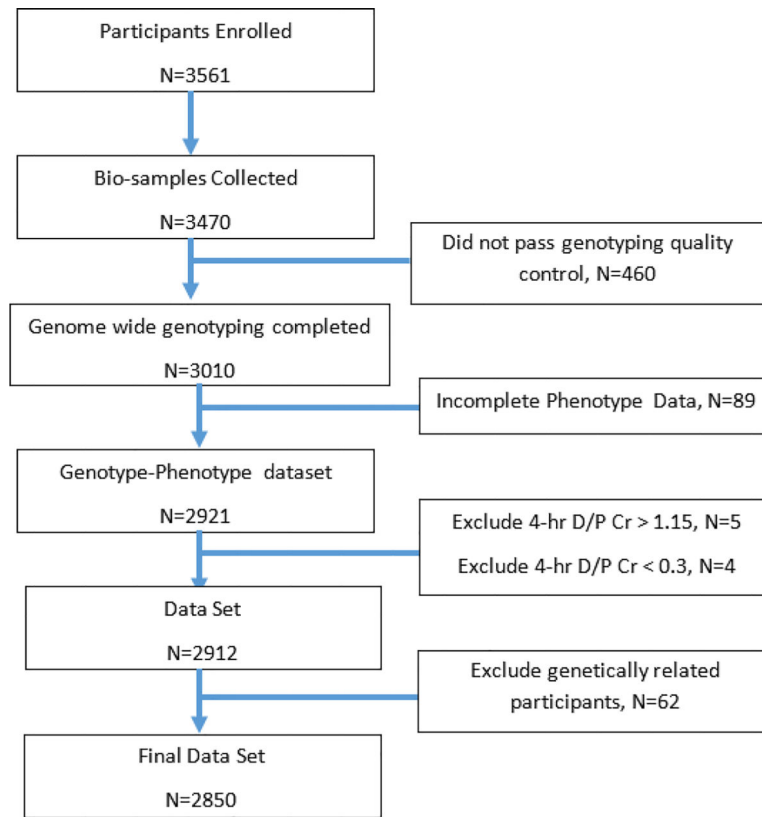 Participants Enrolled
N=3561
Bio-samples Collected
N=3470
Did not pass genotyping quality
control, N=460
Genome wide genotyping completed
N=3010
Incomplete Phenotype Data, N=89
Genotype-Phenotype dataset
N=2921
Exclude 4-hr D/P Cr > 1.15, N=5
Exclude 4-hr D/P Cr < 0.3, N=4
Data Set
N=2912
Exclude genetically related
participants, N=62
Final Data Set
N=2850